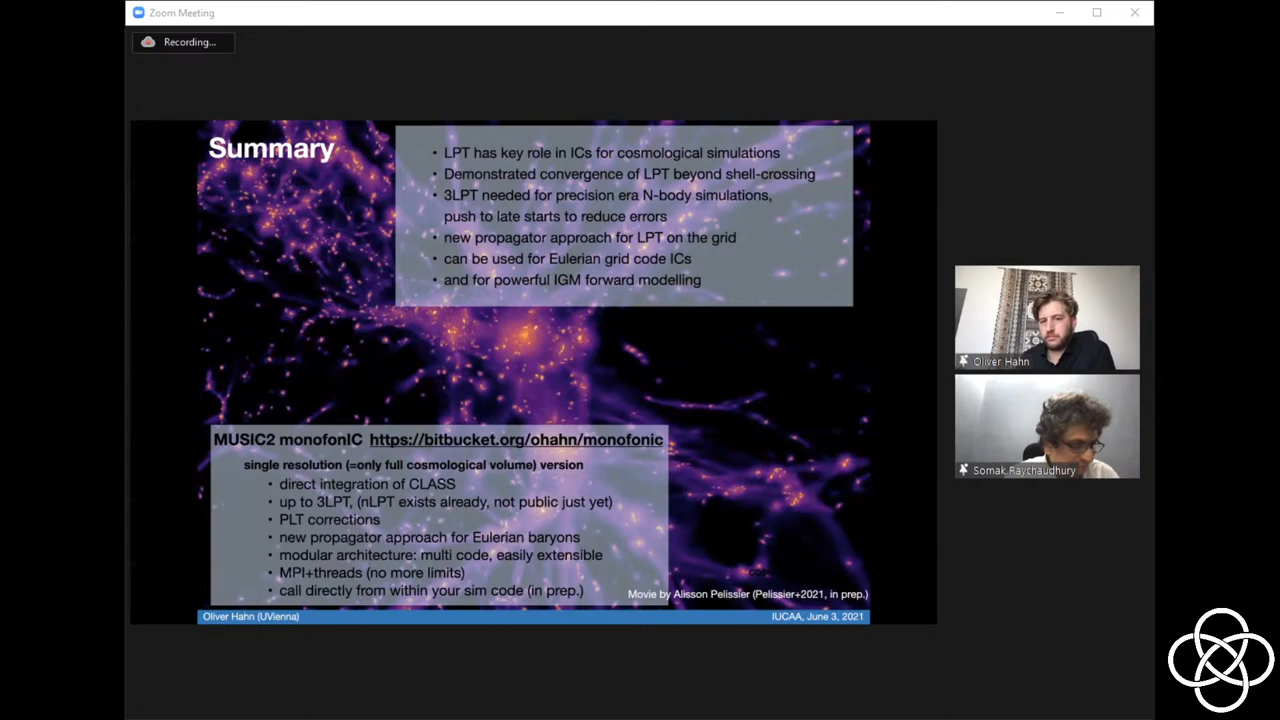 Zoom Meeting
Recording...
Summary
• LPT has key role in ICs for cosmological simulations
• Demonstrated convergence of LPT beyond shell-crossing
• 3LPT needed for precision era N-body simulations,
push to late starts to reduce errors
• new propagator approach for LPT on the grid
• can be used for Eulerian grid code ICs
• and for powerful IGM forward modelling
Oliver Hahn
Somak Raychaudhury
MUSIC2 monofonIC https://bitbucket.org/ohahn/monofonic
single resolution (=only full cosmological volume) version
• direct integration of CLASS
• up to 3LPT, (nLPT exists already, not public just yet)
• PLT corrections
• new propagator approach for Eulerian baryons
• modular architecture: multi code, easily extensible
• MPI+threads (no more limits)
• call directly from within your sim code (in prep.)
Movie by Alisson Pelissier (Pelissier+2021, in prep.)
Oliver Hahn (UVienna)
IUCAA, June 3, 2021